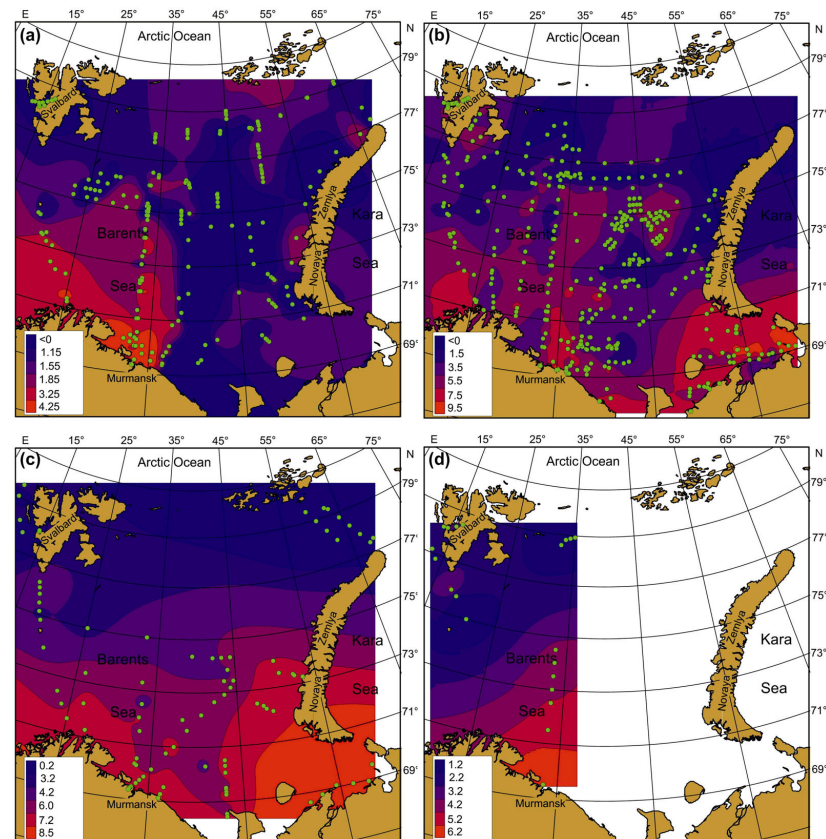 E 15° 25° 35° 45° 55° 65° 75° N
(a) Arctic Ocean
79°
Svalbard
77°
75°
Zemlya
Kara
73°
Barents
Sea
Novaya
Sea
71°
69°
<0
1.15
1.55
1.85
3.25
4.25
Murmansk
E 15° 25° 35° 45° 55° 65° 75° N
(b) Arctic Ocean
79°
Svalbard
77°
75°
Zemlya
Kara
73°
Barents
Sea
Novaya
Sea
71°
69°
<0
1.5
3.5
5.5
7.5
9.5
Murmansk
E 15° 25° 35° 45° 55° 65° 75° N
(c) Arctic Ocean
79°
Svalbard
77°
75°
Zemlya
Kara
73°
Barents
Sea
Novaya
Sea
71°
69°
0.2
3.2
4.2
6.0
7.2
8.5
Murmansk
E 15° 25° 35° 45° 55° 65° 75° N
(d) Arctic Ocean
79°
Svalbard
77°
75°
Zemlya
Kara
73°
Barents
Sea
Novaya
Sea
71°
69°
1.2
2.2
3.2
4.2
5.2
6.2
Murmansk